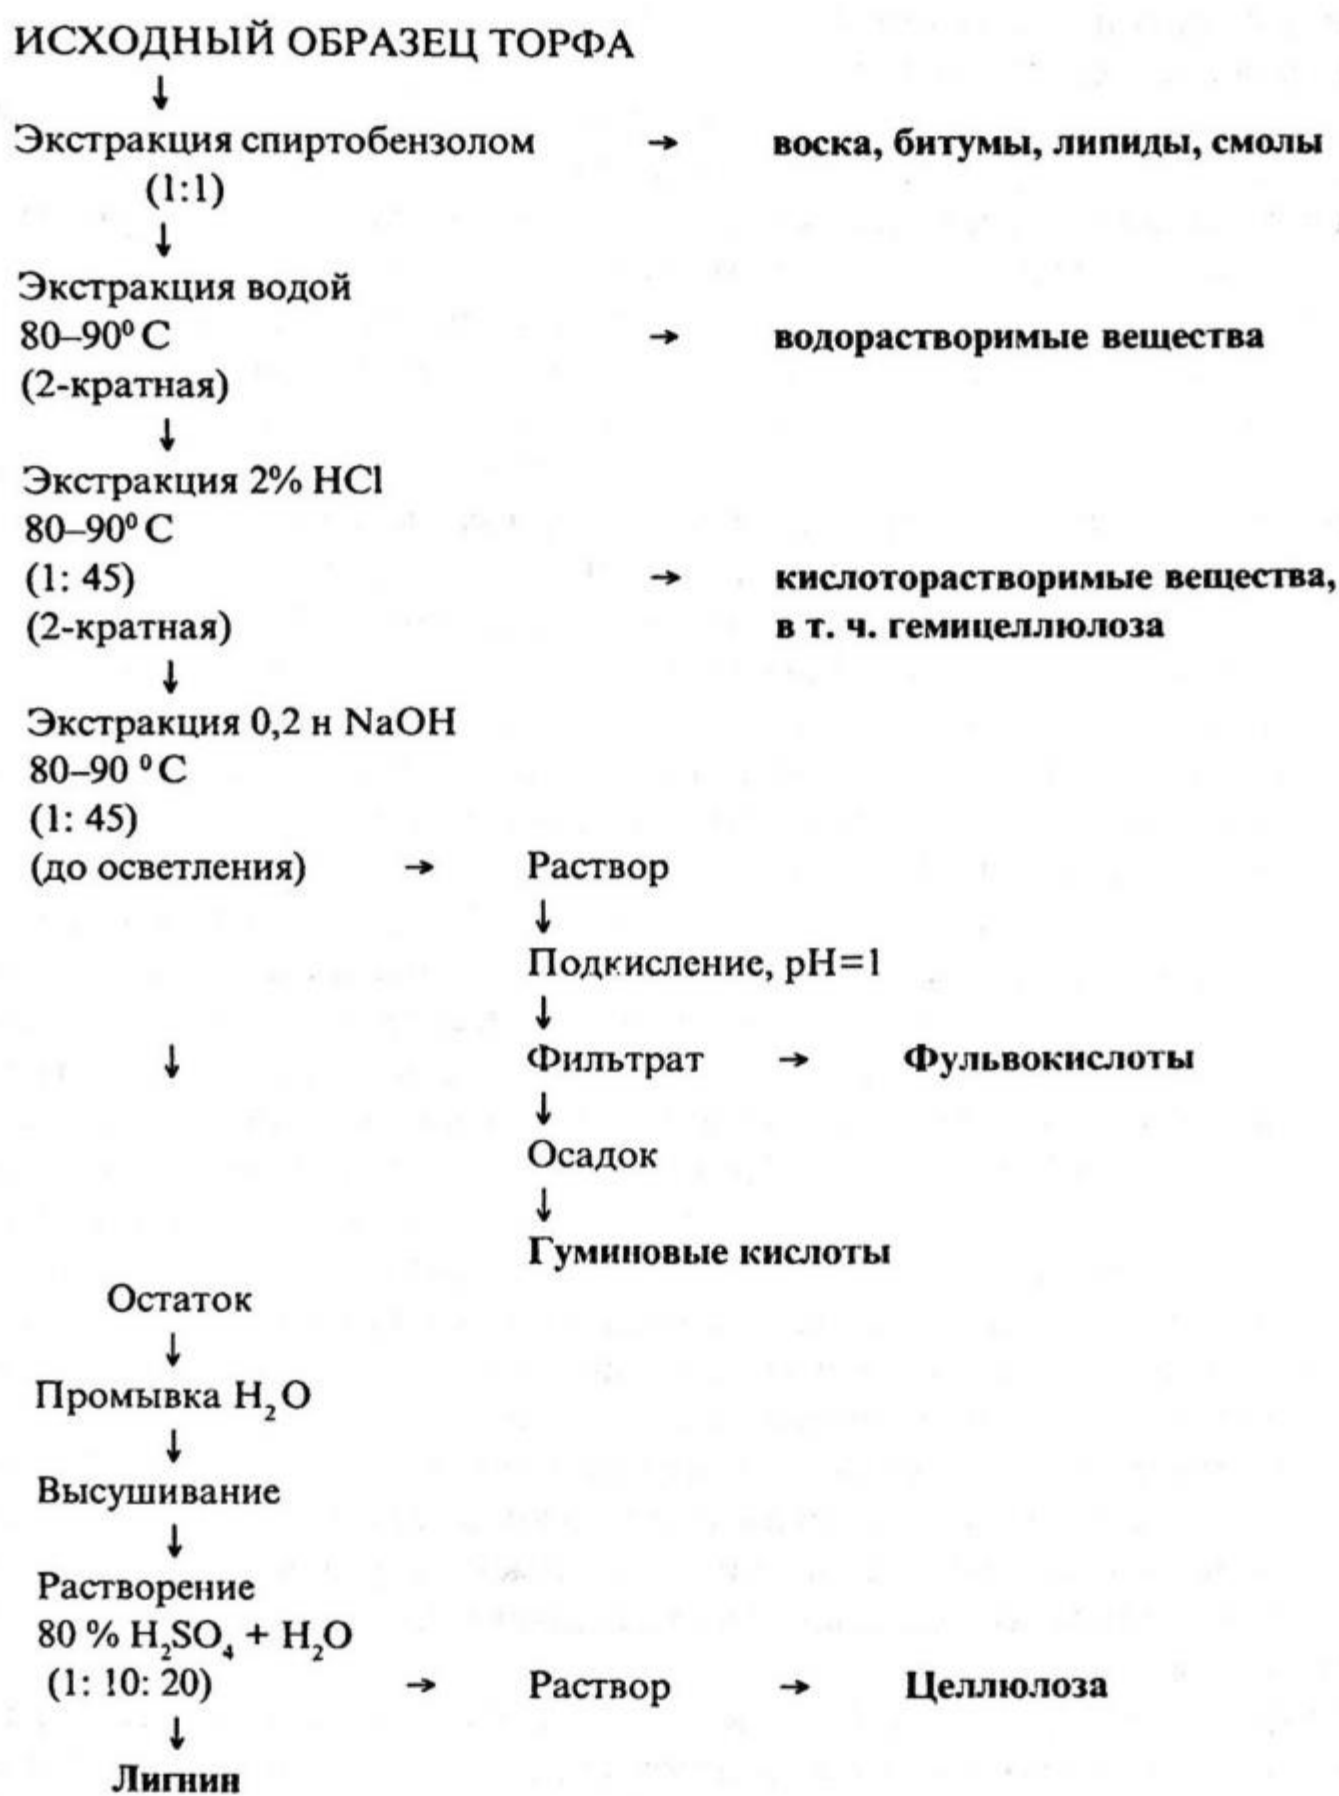 ИСХОДНЫЙ ОБРАЗЕЦ ТОРФА
↓
Экстракция спиртобензолом → воска, битумы, липиды, смолы
(1:1)
↓
Экстракция водой
80–90⁰ С → водорастворимые вещества
(2-кратная)
↓
Экстракция 2% HCl
80–90⁰ С
(1: 45) → кислоторастворимые вещества,
(2-кратная) в т. ч. гемицеллюлоза
↓
Экстракция 0,2 н NaOH
80–90 ⁰ С
(1: 45)
(до осветления) → Раствор
↓
Подкисление, pH=1
↓
↓ Фильтрат → Фульвокислоты
↓
Осадок
↓
Гуминовые кислоты
Остаток
↓
Промывка H₂O
↓
Высушивание
↓
Растворение
80 % H₂SO₄ + H₂O
(1: 10: 20) → Раствор → Целлюлоза
↓
Лигнин